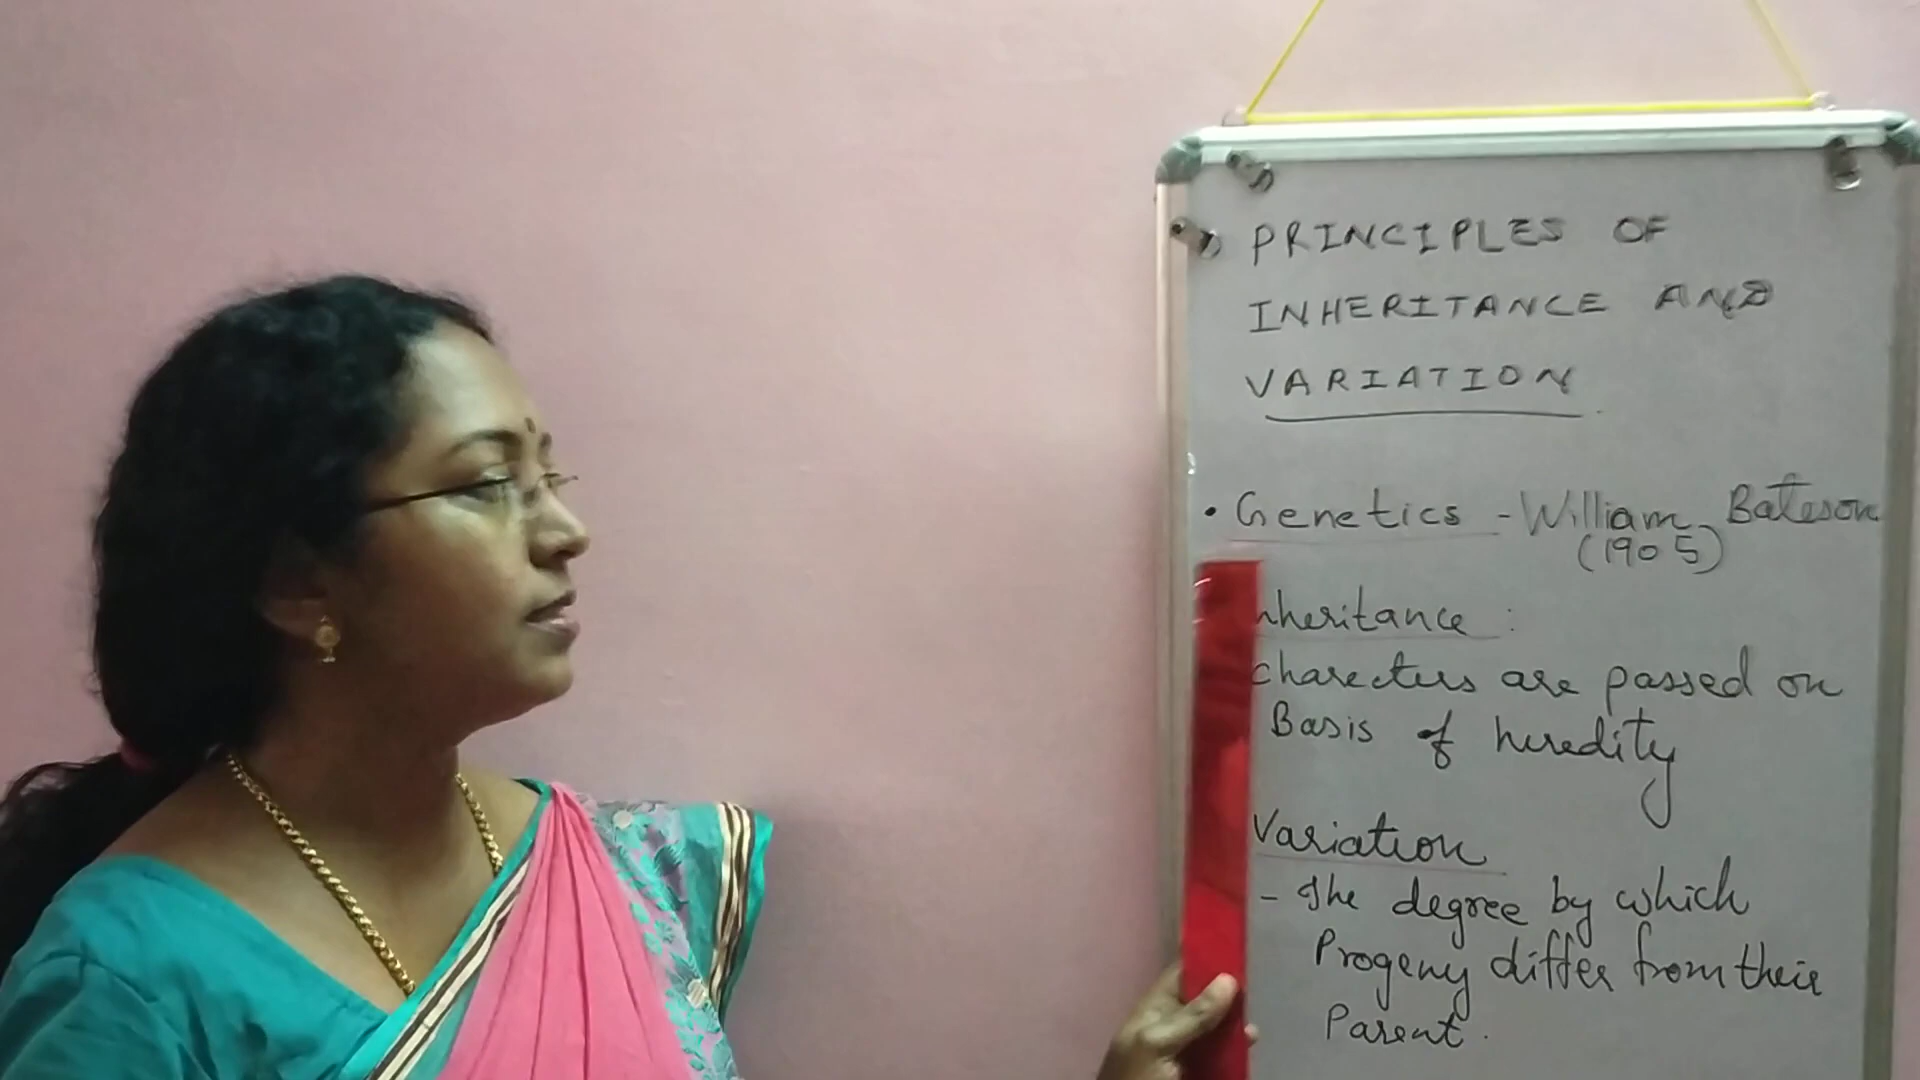 PRINCIPLES OF
INHERITANCE AND
VARIATION
• Genetics - William Bateson
(1905)
nheritance :
charecters are passed on
Basis of heredity
Variation
- The degree by which
Progeny differ from their
Parent.